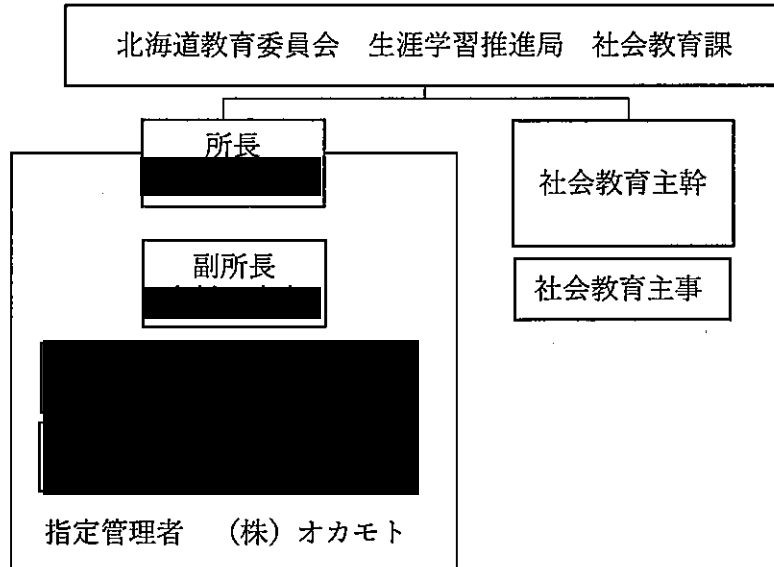 北海道教育委員会　生涯学習推進局　社会教育課
所長
社会教育主幹
副所長
社会教育主事
指定管理者　（株）オカモト